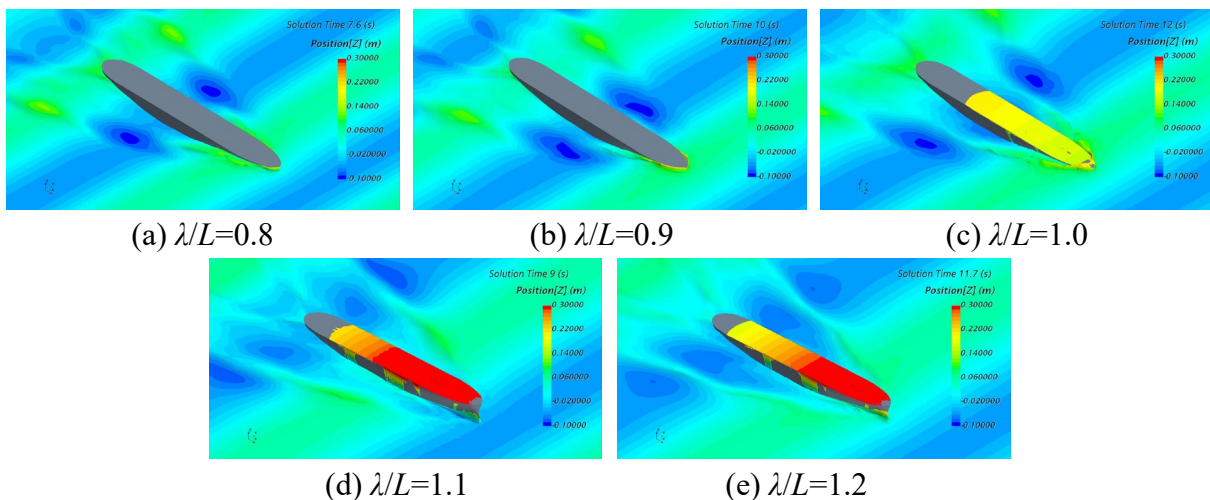 Solution Time 7.6 (s)
Position[Z] (m)
0.30000
0.22000
0.14000
0.060000
-0.020000
-0.10000
(a) λ/L=0.8
Solution Time 10 (s)
Position[Z] (m)
0.30000
0.22000
0.14000
0.060000
-0.020000
-0.10000
(b) λ/L=0.9
Solution Time 12 (s)
Position[Z] (m)
0.30000
0.22000
0.14000
0.060000
-0.020000
-0.10000
(c) λ/L=1.0
Solution Time 9 (s)
Position[Z] (m)
0.30000
0.22000
0.14000
0.060000
-0.020000
-0.10000
(d) λ/L=1.1
Solution Time 11.7 (s)
Position[Z] (m)
0.30000
0.22000
0.14000
0.060000
-0.020000
-0.10000
(e) λ/L=1.2